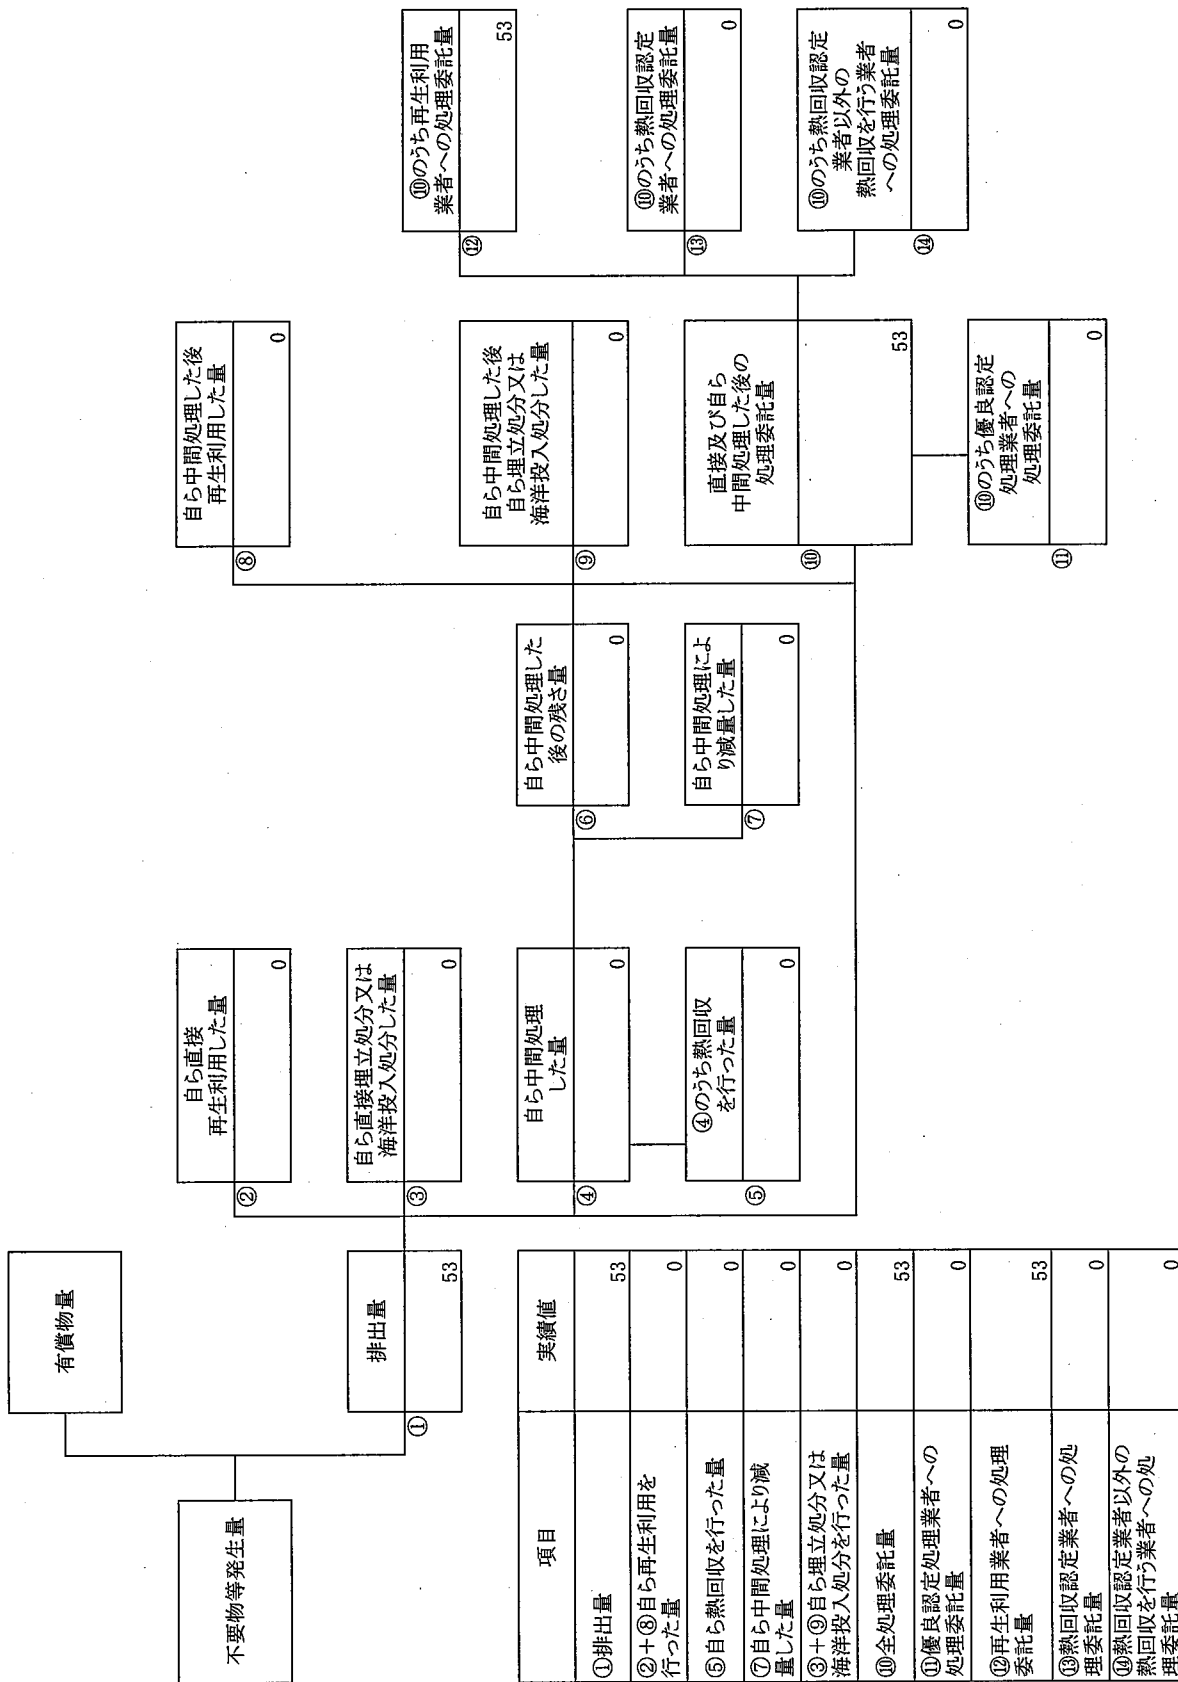 不要物等発生量
有償物量
排出量
①
53
自ら直接
再生利用した量
②
0
自ら直接埋立処分又は
海洋投入処分した量
③
0
自ら中間処理
した量
④
0
④のうち熱回収
を行った量
⑤
0
自ら中間処理した
後の残さ量
⑥
0
自ら中間処理によ
り減量した量
⑦
0
自ら中間処理した後
再生利用した量
⑧
0
自ら中間処理した後
自ら埋立処分又は
海洋投入処分した量
⑨
0
直接及び自ら
中間処理した後の
処理委託量
⑩
53
⑩のうち優良認定
処理業者への
処理委託量
⑪
0
⑩のうち再生利用
業者への処理委託量
⑫
53
⑩のうち熱回収認定
業者への処理委託量
⑬
0
⑩のうち熱回収認定
業者以外の
熱回収を行う業者
への処理委託量
⑭
0
項目 実績値
①排出量 53
②+⑧自ら再生利用を
行った量 0
⑤自ら熱回収を行った量 0
⑦自ら中間処理により減
量した量 0
③+⑨自ら埋立処分又は
海洋投入処分を行った量 0
⑩全処理委託量 53
⑪優良認定処理業者への
処理委託量 0
⑫再生利用業者への処理
委託量 53
⑬熱回収認定業者への処
理委託量 0
⑭熱回収認定業者以外の
熱回収を行う業者への処
理委託量 0